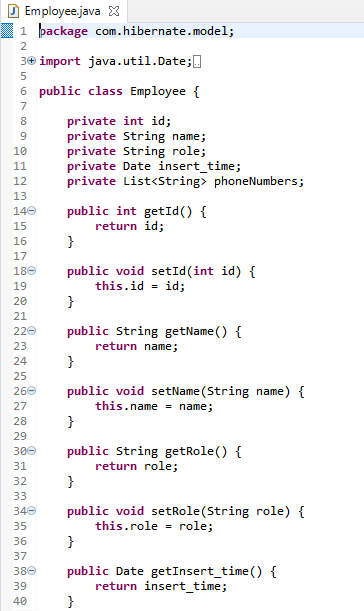 Employee.java
1 package com.hibernate.model;
2
3 import java.util.Date;
5
6 public class Employee {
7
8 private int id;
9 private String name;
10 private String role;
11 private Date insert_time;
12 private List<String> phoneNumbers;
13
14 public int getId() {
15 return id;
16 }
17
18 public void setId(int id) {
19 this.id = id;
20 }
21
22 public String getName() {
23 return name;
24 }
25
26 public void setName(String name) {
27 this.name = name;
28 }
29
30 public String getRole() {
31 return role;
32 }
33
34 public void setRole(String role) {
35 this.role = role;
36 }
37
38 public Date getInsert_time() {
39 return insert_time;
40 }